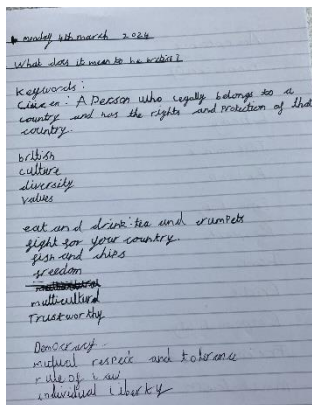 monday 4th march 2024
What does it mean to be british?
Keywords:
Citizen: A Person who legally belongs to a
country and has the rights and Protection of that
country.
british
culture
diversity
values
eat and drink: tea and crumpets
fight for your country.
fish and chips
freedom
multicultural
Trustworthy
Democracy.
mutual respect and tolerance
rule of law
individual liberty